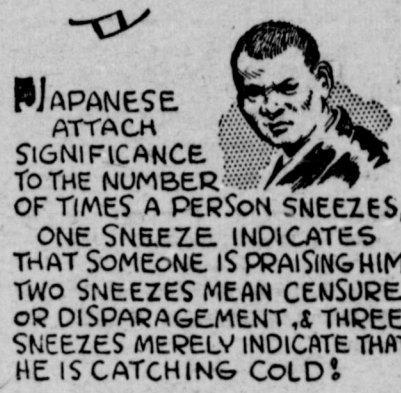 JAPANESE
ATTACH
SIGNIFICANCE
TO THE NUMBER
OF TIMES A PERSON SNEEZES,
ONE SNEEZE INDICATES
THAT SOMEONE IS PRAISING HIM
TWO SNEEZES MEAN CENSURE
OR DISPARAGEMENT, & THREE
SNEEZES MERELY INDICATE THAT
HE IS CATCHING COLD!